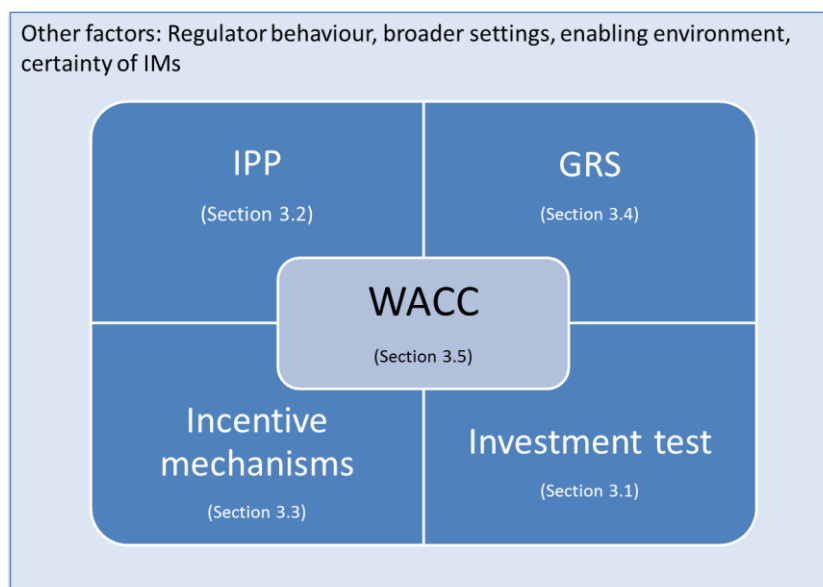 Other factors: Regulator behaviour, broader settings, enabling environment,
certainty of IMs
IPP
(Section 3.2)
GRS
(Section 3.4)
WACC
(Section 3.5)
Incentive
mechanisms
(Section 3.3)
Investment test
(Section 3.1)